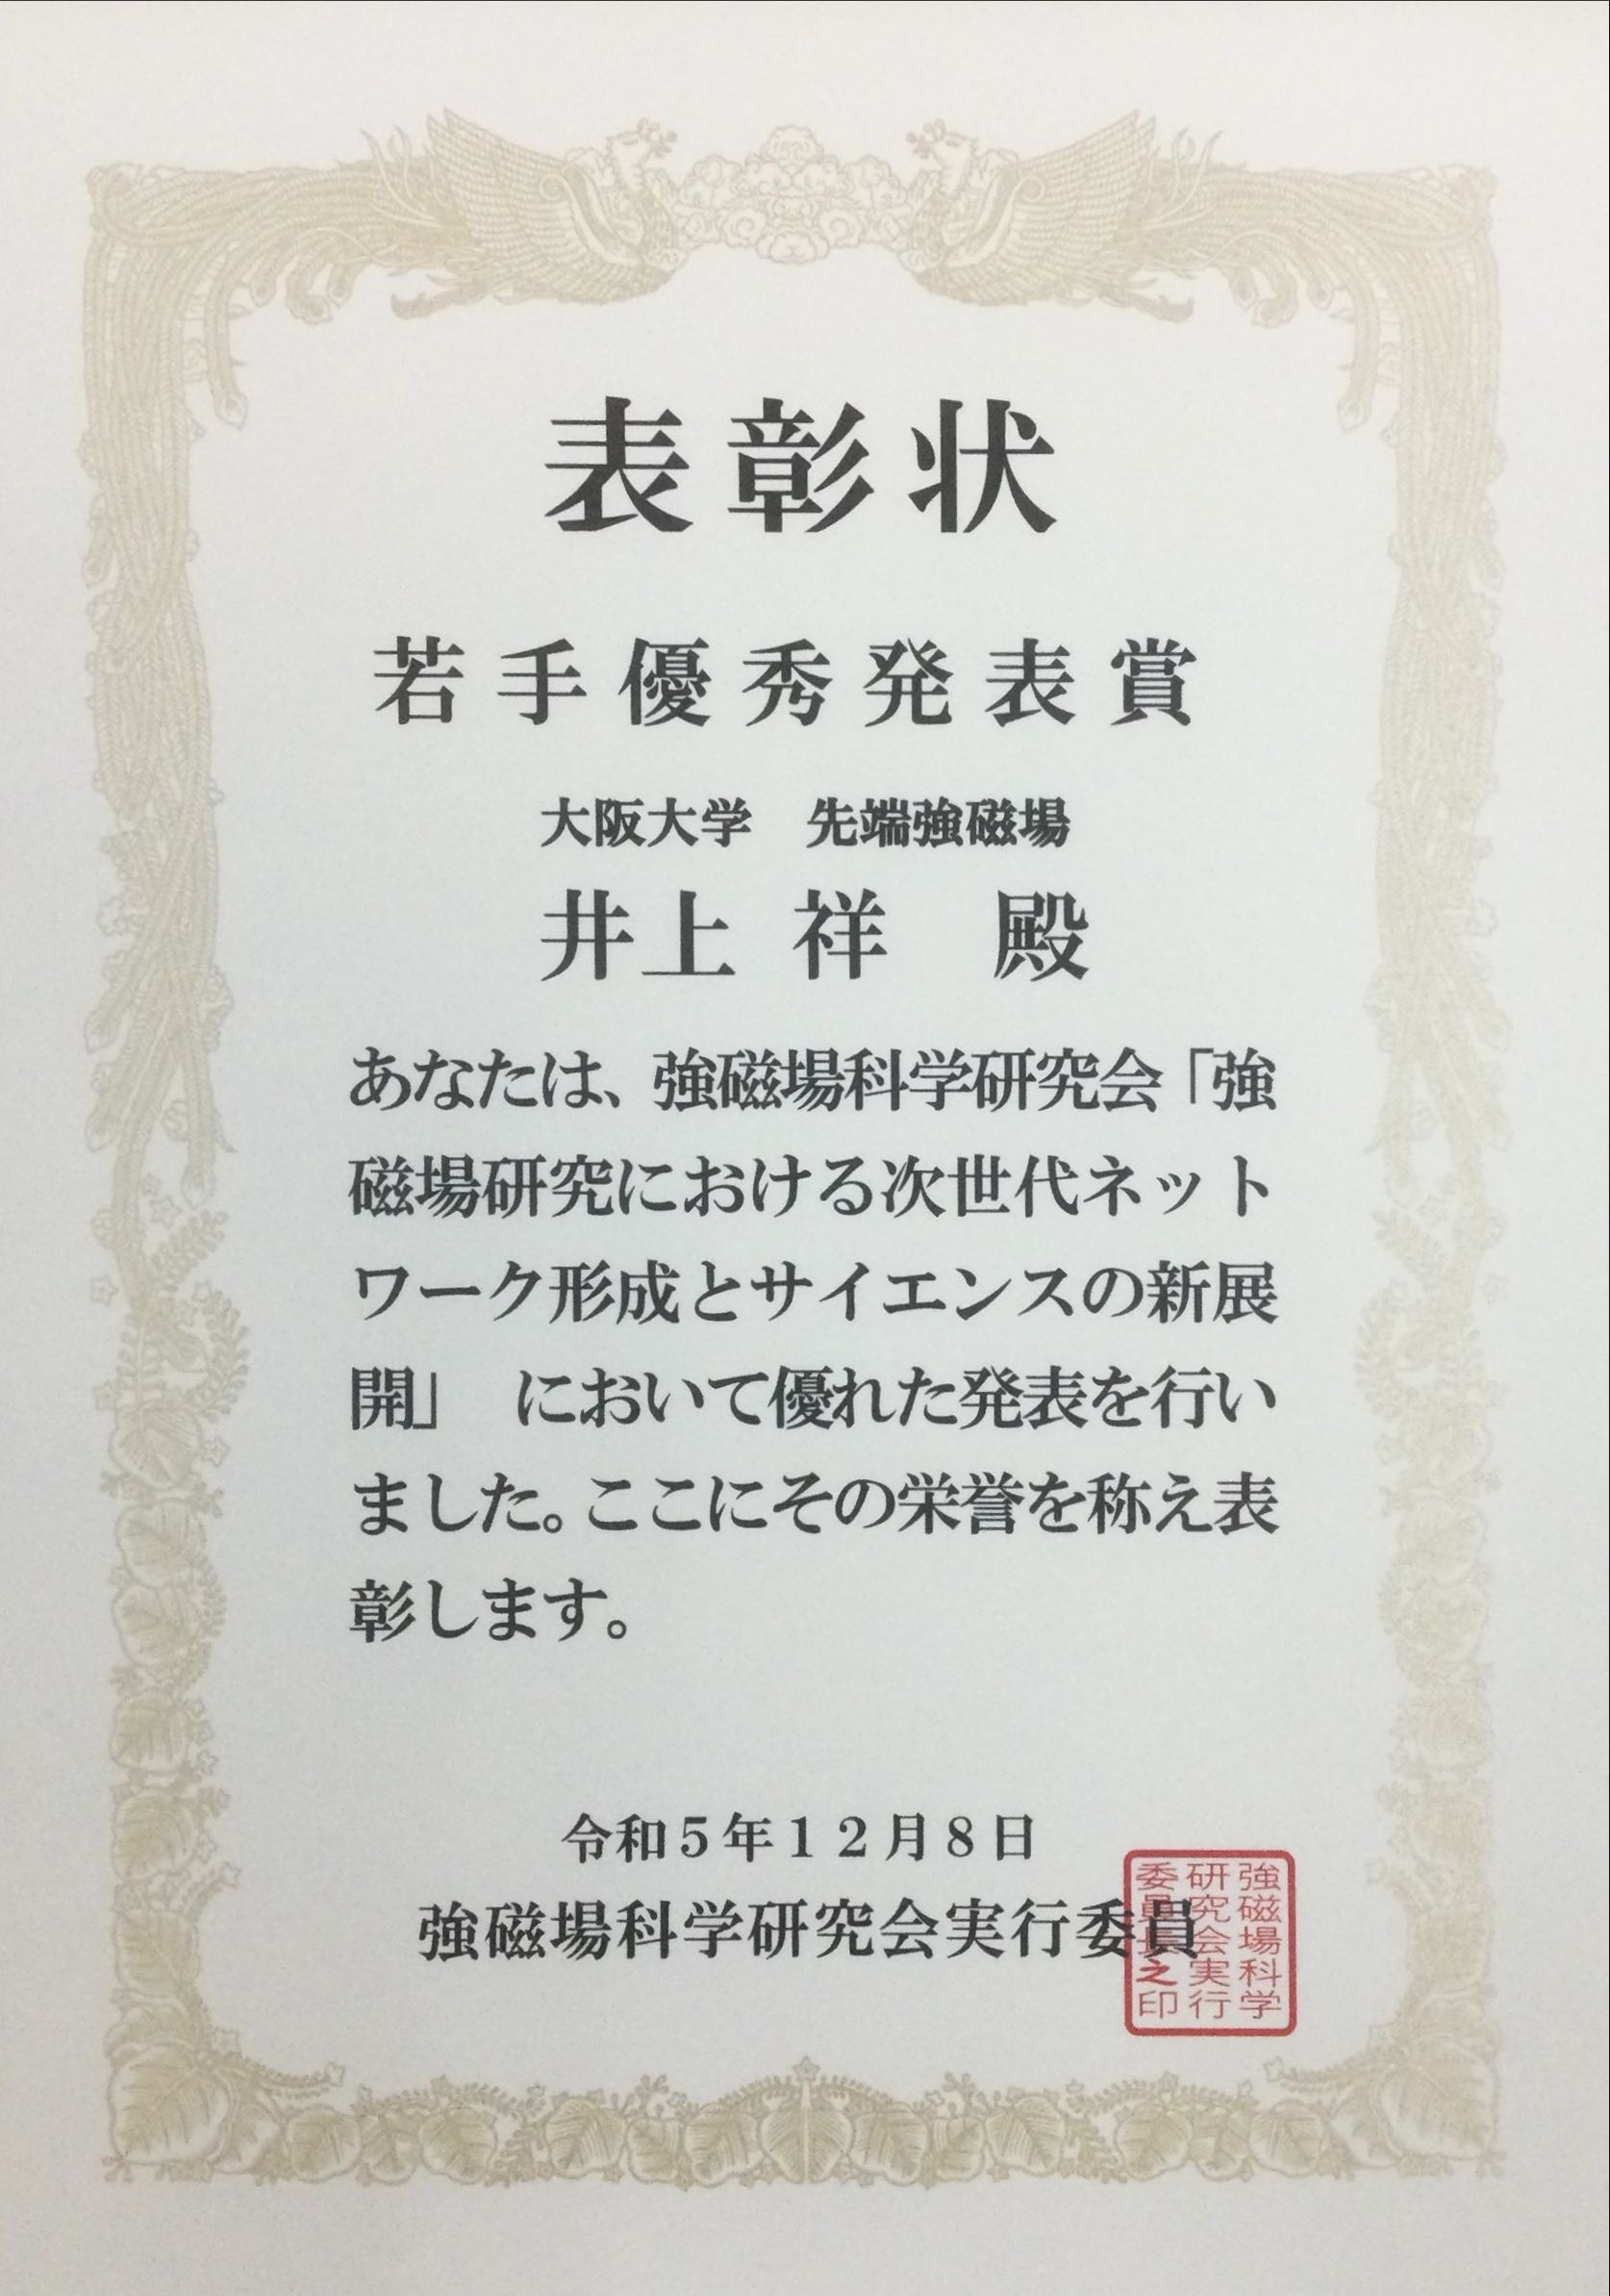 表彰状
若手優秀発表賞
大阪大学　先端強磁場
井上 祥　殿
あなたは、強磁場科学研究会「強
磁場研究における次世代ネット
ワーク形成とサイエンスの新展
開」　において優れた発表を行い
ました。ここにその栄誉を称え表
彰します。
令和５年１２月８日
強磁場科学研究会実行委員
強磁場科学
研究会実行
委員長之印